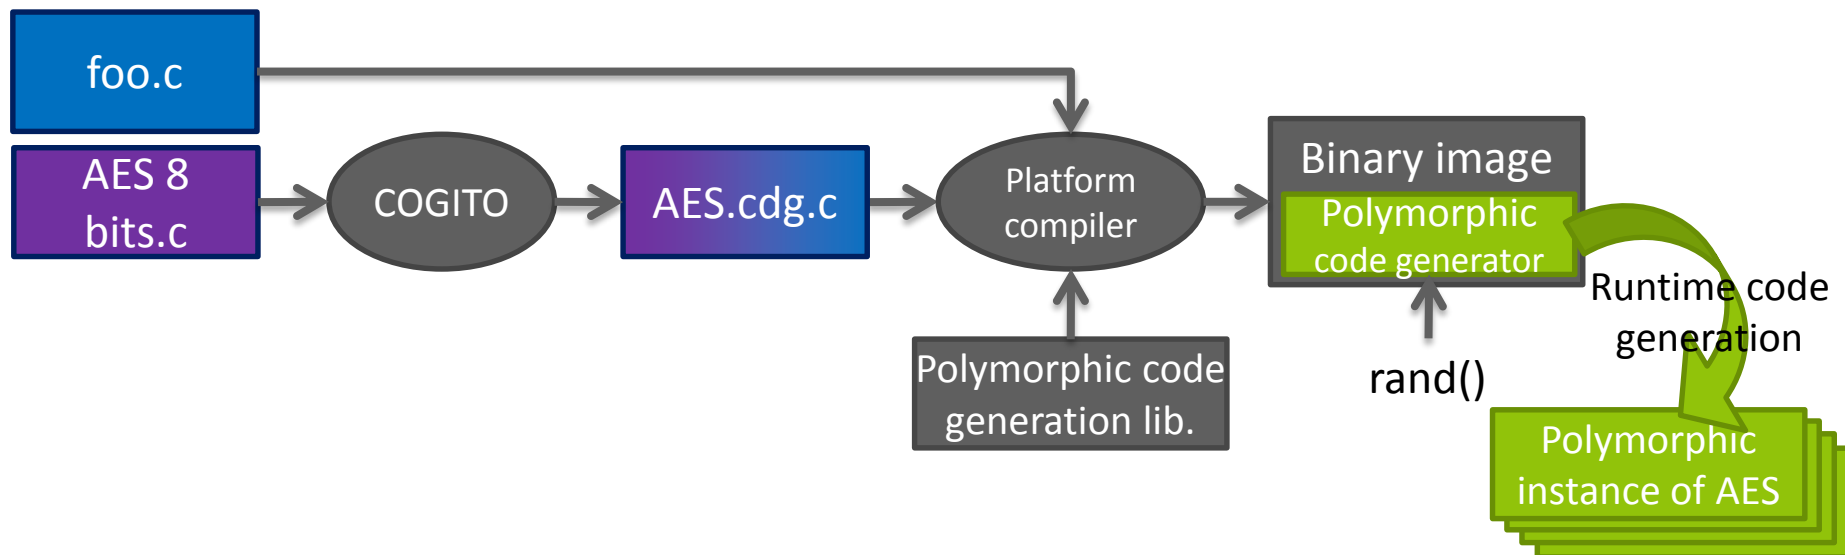 foo.c
AES 8
bits.c
COGITO
AES.cdg.c
Platform
compiler
Polymorphic code
generation lib.
Binary image
Polymorphic
code generator
rand()
Runtime code
generation
Polymorphic
instance of AES